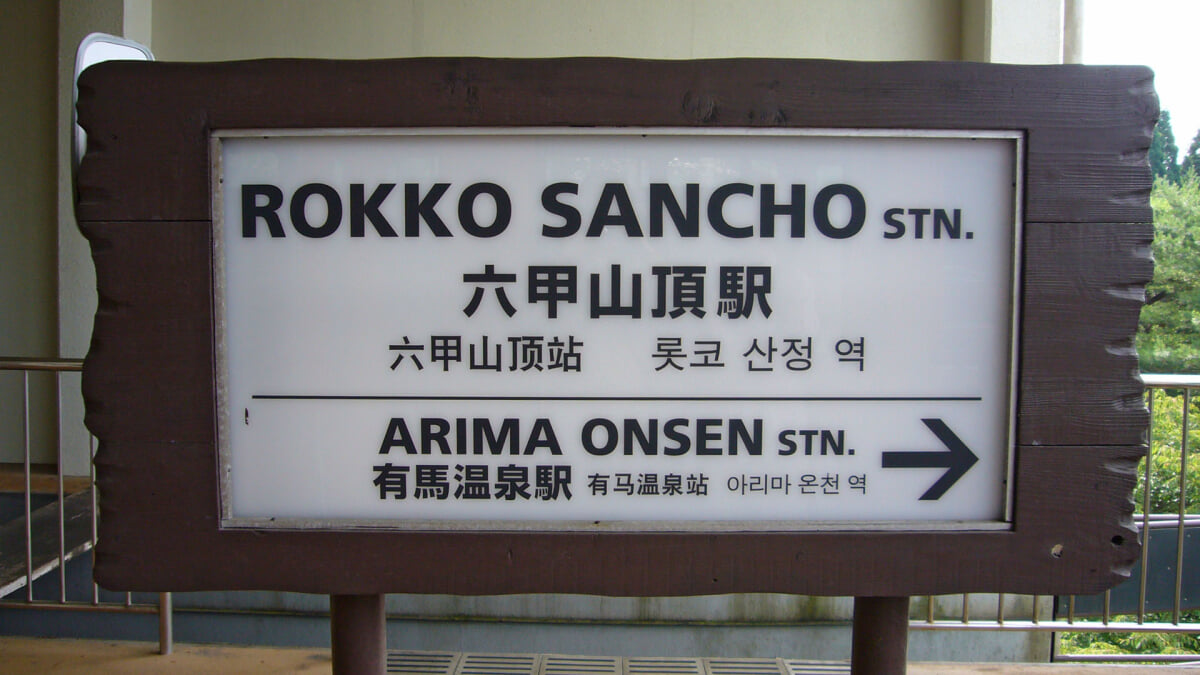 ROKKO SANCHO STN.
六甲山頂駅
六甲山顶站 롯코 산정 역
ARIMA ONSEN STN.
有馬温泉駅 有马温泉站 아리마 온천 역